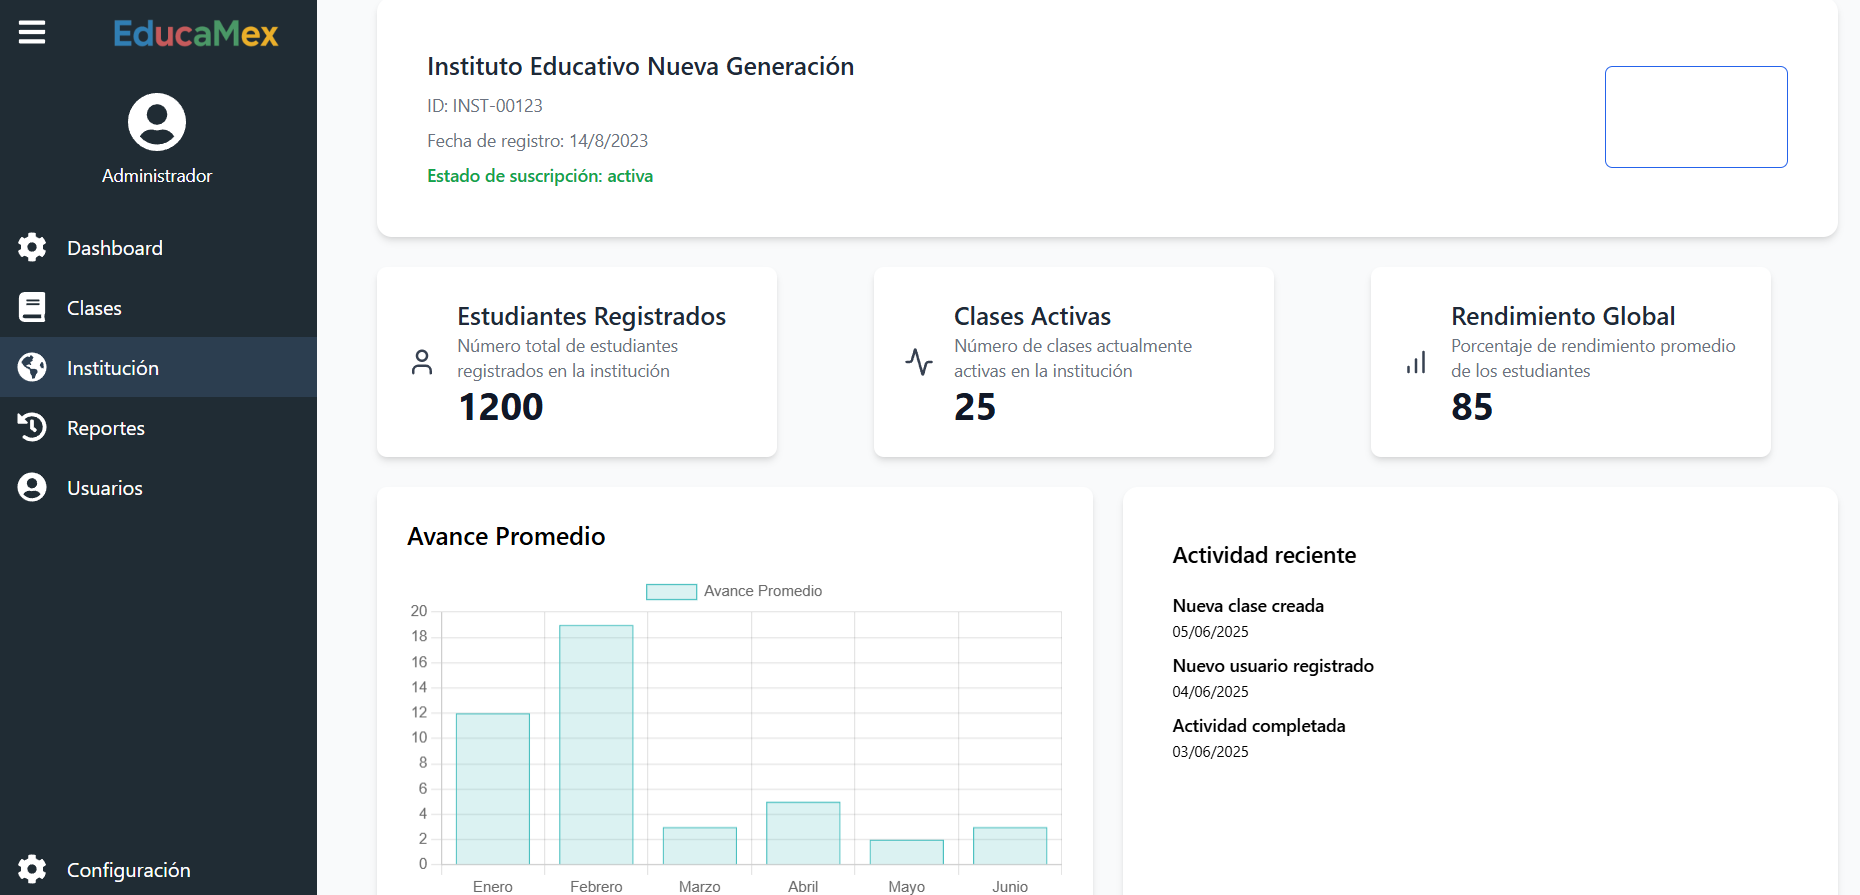 EducaMex
Administrador
Dashboard
Clases
Institución
Reportes
Usuarios
Configuración
Instituto Educativo Nueva Generación
ID: INST-00123
Fecha de registro: 14/8/2023
Estado de suscripción: activa
Estudiantes Registrados
Número total de estudiantes
registrados en la institución
1200
Clases Activas
Número de clases actualmente
activas en la institución
25
Rendimiento Global
Porcentaje de rendimiento promedio
de los estudiantes
85
Avance Promedio
Avance Promedio
20
18
16
14
12
10
8
6
4
2
0
Enero Febrero Marzo Abril Mayo Junio
Actividad reciente
Nueva clase creada
05/06/2025
Nuevo usuario registrado
04/06/2025
Actividad completada
03/06/2025